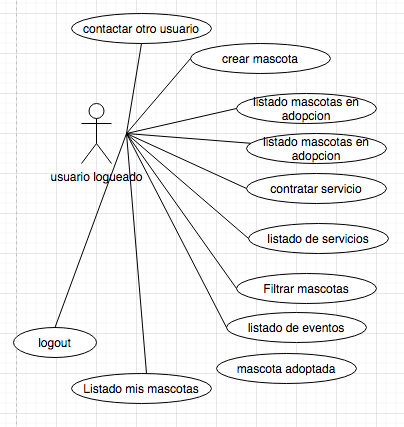 contactar otro usuario
crear mascota
listado mascotas en
adopcion
listado mascotas en
adopcion
usuario logueado
contratar servicio
listado de servicios
Filtrar mascotas
listado de eventos
logout
mascota adoptada
Listado mis mascotas